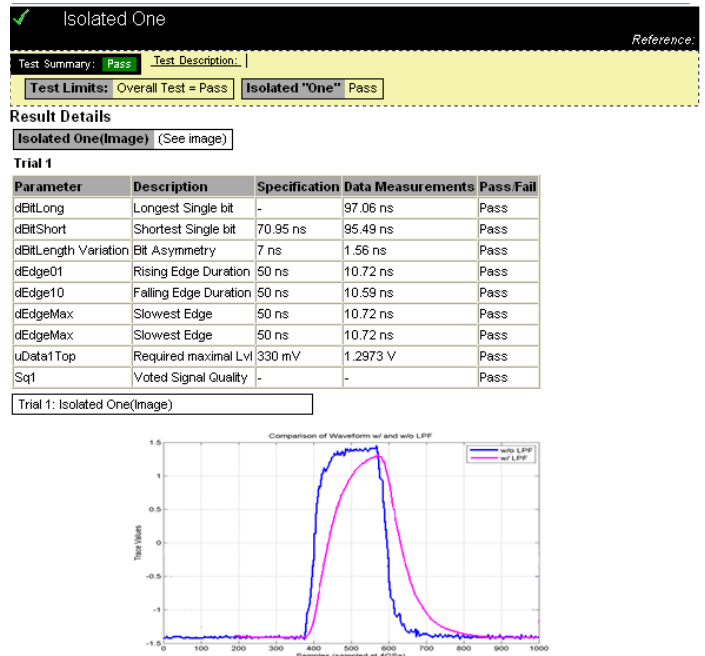 Isolated One
Reference:
Test Summary: Pass Test Description:
Test Limits: Overall Test = Pass Isolated "One" Pass
Result Details
Isolated One(Image) (See image)
Trial 1
Parameter Description Specification Data Measurements Pass/Fail
dBitLong Longest Single bit - 97.06 ns Pass
dBitShort Shortest Single bit 70.95 ns 95.49 ns Pass
dBitLength Variation Bit Asymmetry 7 ns 1.56 ns Pass
dEdge01 Rising Edge Duration 50 ns 10.72 ns Pass
dEdge10 Falling Edge Duration 50 ns 10.59 ns Pass
dEdgeMax Slowest Edge 50 ns 10.72 ns Pass
dEdgeMax Slowest Edge 50 ns 10.72 ns Pass
uData1Top Required maximal Lvl 330 mV 1.2973 V Pass
Sq1 Voted Signal Quality - - Pass
Trial 1: Isolated One(Image)
Comparison of Waveform w/ and w/o LPF
w/o LPF
w/ LPF
Trace Values
1.5
1
0.5
0
-0.5
-1
-1.5
0 100 200 300 400 500 600 700 800 900 1000
Samples (sampled at 4GSa)